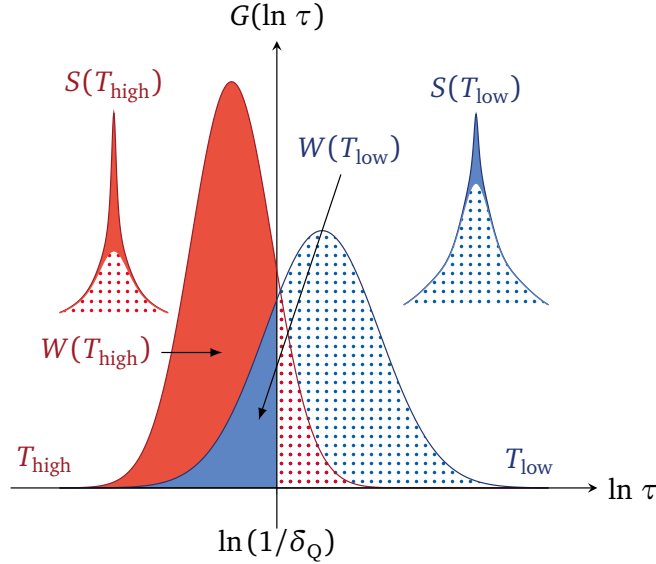 G(ln τ)
S(T_high)
S(T_low)
W(T_low)
W(T_high)
T_high
T_low
ln τ
ln(1/δ_Q)